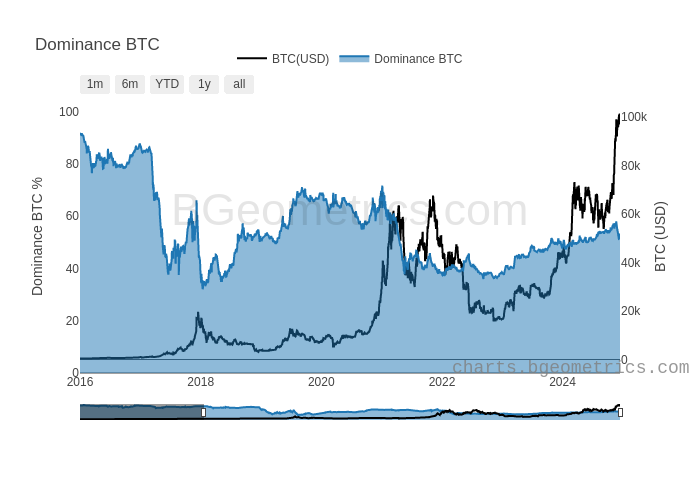 Dominance BTC
BTC(USD)
Dominance BTC
1m 6m YTD 1y all
100
80
60
40
20
0
Dominance BTC %
BGeometrics.com
100k
80k
60k
40k
20k
0
BTC (USD)
charts.bgeometrics.com
2016 2018 2020 2022 2024